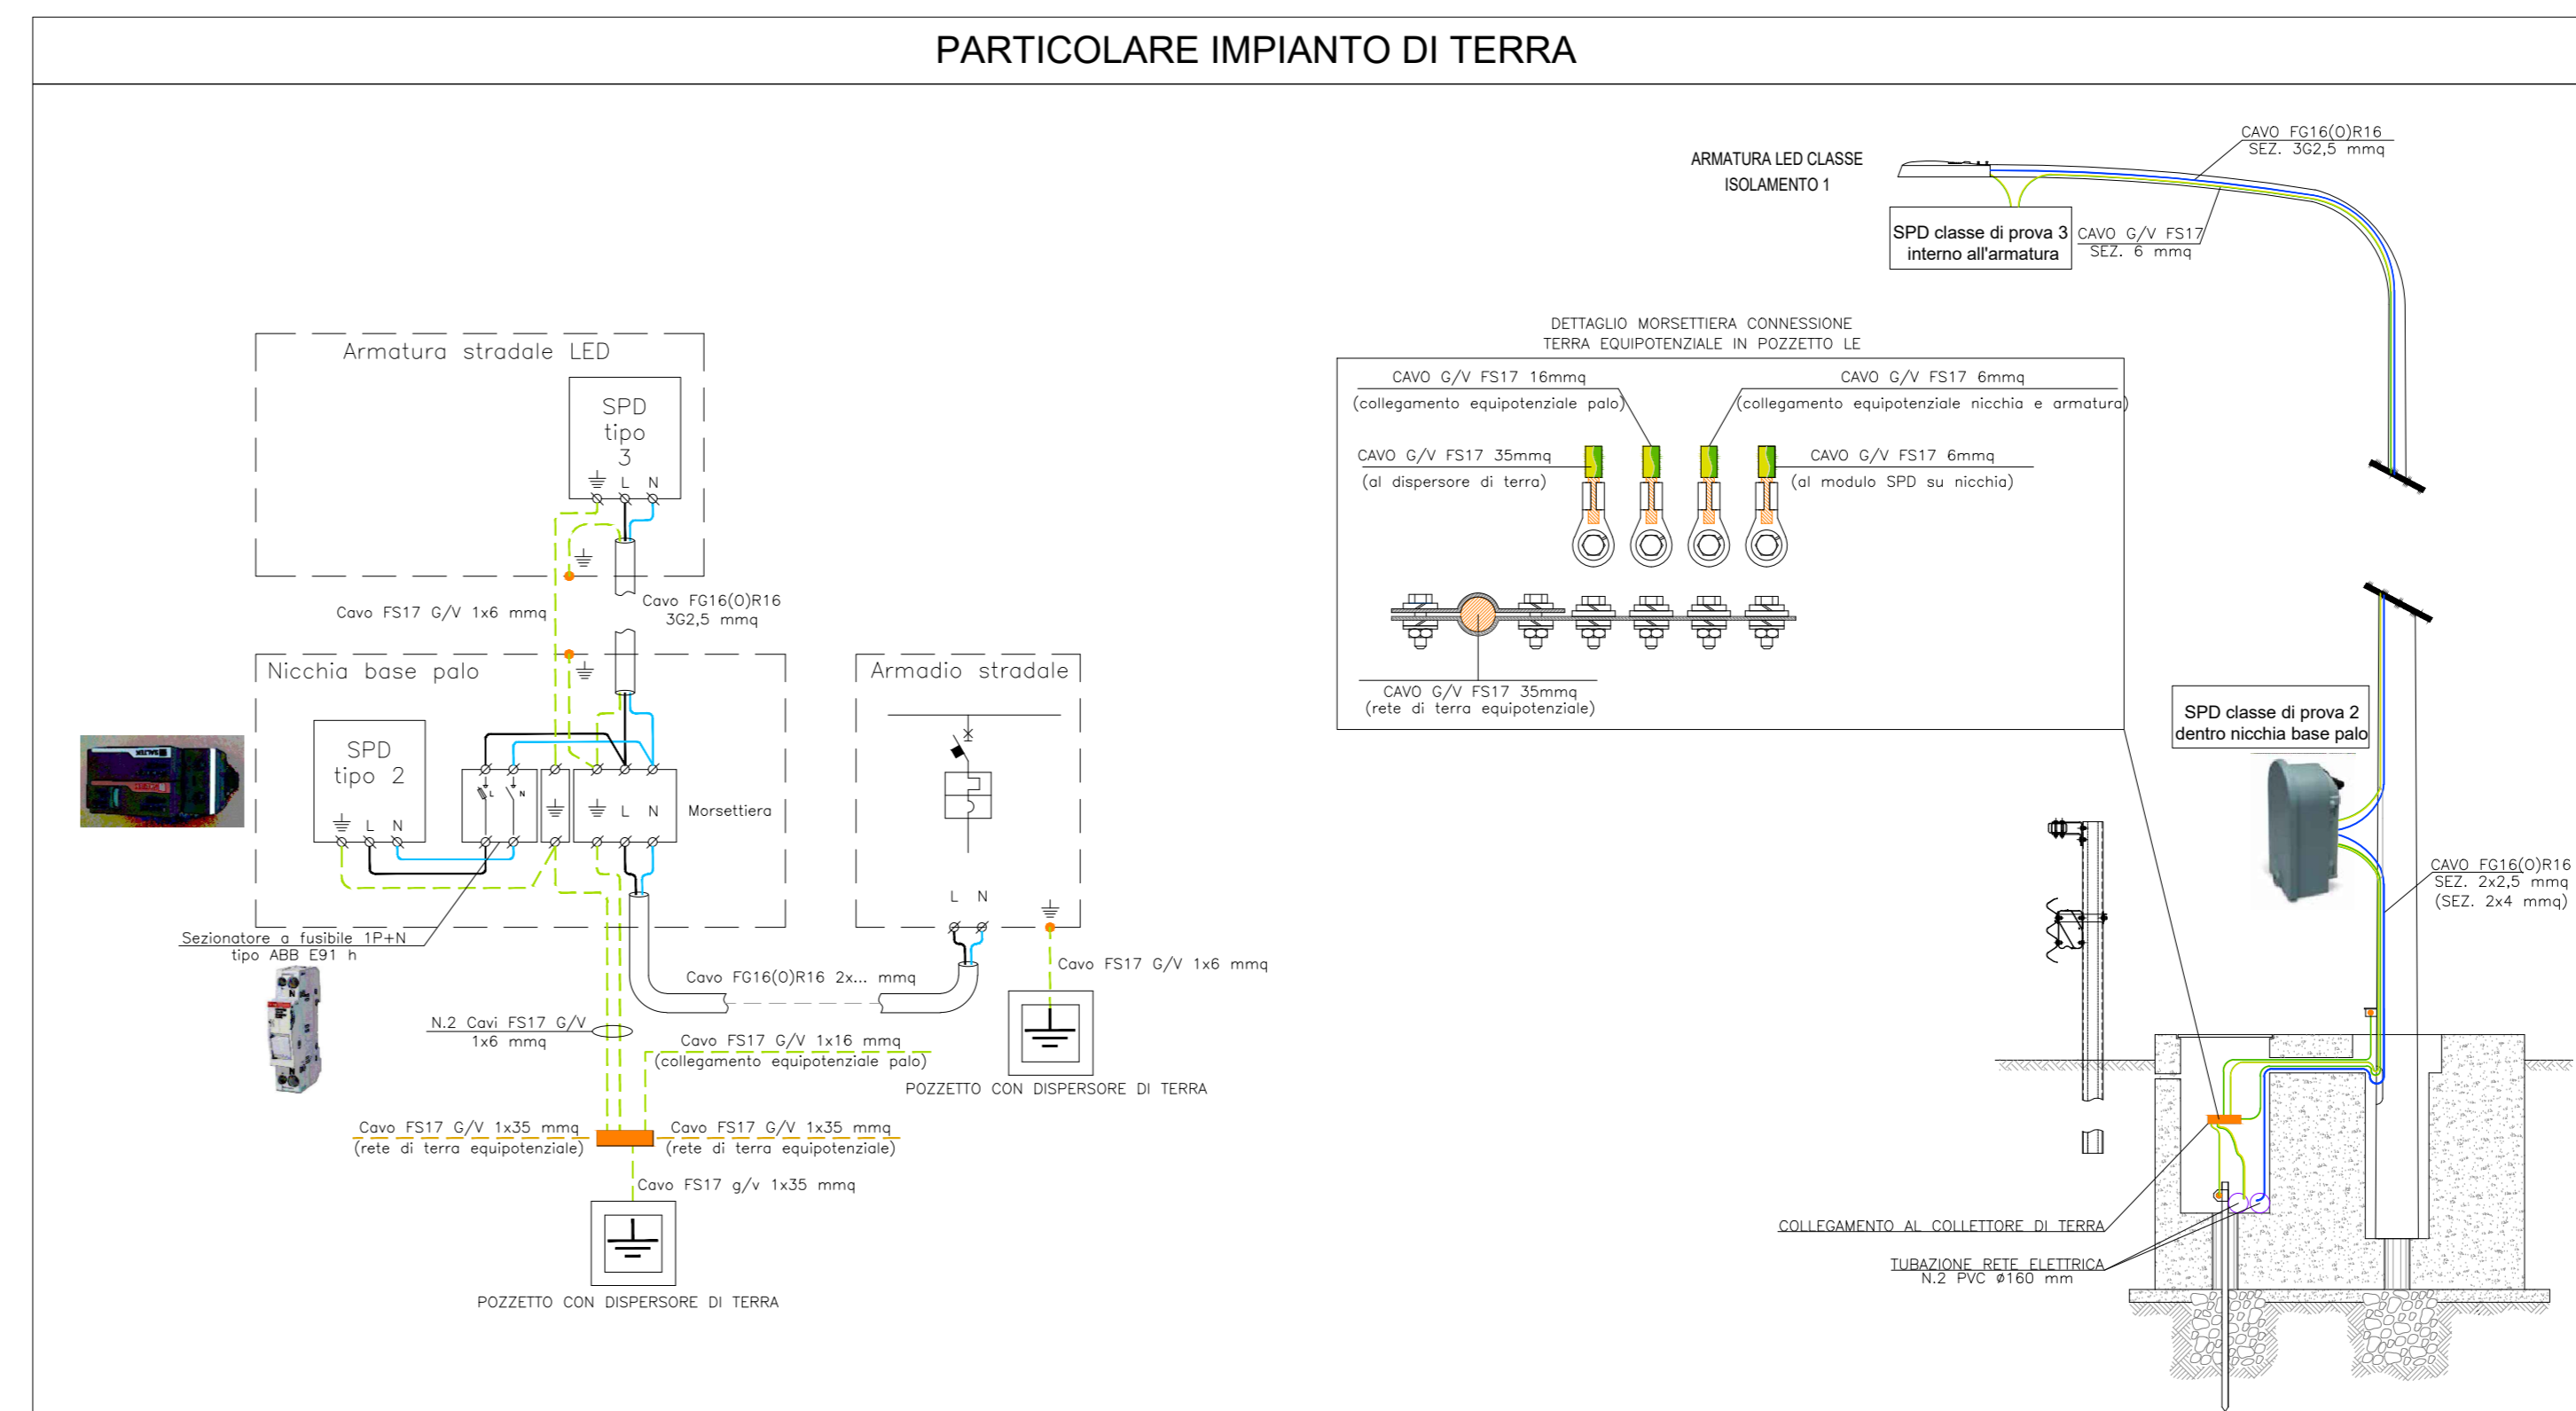 PARTICOLARE IMPIANTO DI TERRA
Armatura stradale LED
SPD
tipo
3
L N
Cavo FS17 G/V 1x6 mmq
Cavo FG16(O)R16
3G2,5 mmq
Nicchia base palo
SPD
tipo 2
L N
L N
L N
Morsettiera
Sezionatore a fusibile 1P+N
tipo ABB E91 h
Armadio stradale
L N
Cavo FS17 G/V 1x6 mmq
Cavo FG16(O)R16 2x... mmq
N.2 Cavi FS17 G/V
1x6 mmq
Cavo FS17 G/V 1x16 mmq
(collegamento equipotenziale palo)
POZZETTO CON DISPERSORE DI TERRA
Cavo FS17 G/V 1x35 mmq
(rete di terra equipotenziale)
Cavo FS17 G/V 1x35 mmq
(rete di terra equipotenziale)
Cavo FS17 g/v 1x35 mmq
POZZETTO CON DISPERSORE DI TERRA
ARMATURA LED CLASSE
ISOLAMENTO 1
CAVO FG16(O)R16
SEZ. 3G2,5 mmq
SPD classe di prova 3
interno all'armatura
CAVO G/V FS17
SEZ. 6 mmq
DETTAGLIO MORSETTIERA CONNESSIONE
TERRA EQUIPOTENZIALE IN POZZETTO LE
CAVO G/V FS17 16mmq
(collegamento equipotenziale palo)
CAVO G/V FS17 6mmq
(collegamento equipotenziale nicchia e armatura)
CAVO G/V FS17 35mmq
(al dispersore di terra)
CAVO G/V FS17 6mmq
(al modulo SPD su nicchia)
CAVO G/V FS17 35mmq
(rete di terra equipotenziale)
SPD classe di prova 2
dentro nicchia base palo
CAVO FG16(O)R16
SEZ. 2x2,5 mmq
(SEZ. 2x4 mmq)
COLLEGAMENTO AL COLLETTORE DI TERRA
TUBAZIONE RETE ELETTRICA
N.2 PVC Ø160 mm